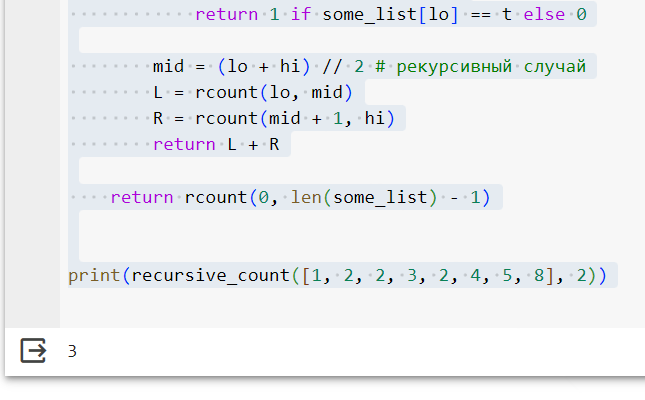 return 1 if some_list[lo] == t else 0
mid = (lo + hi) // 2 # рекурсивный случай
L = rcount(lo, mid)
R = rcount(mid + 1, hi)
return L + R
return rcount(0, len(some_list) - 1)
print(recursive_count([1, 2, 2, 3, 2, 4, 5, 8], 2))
3